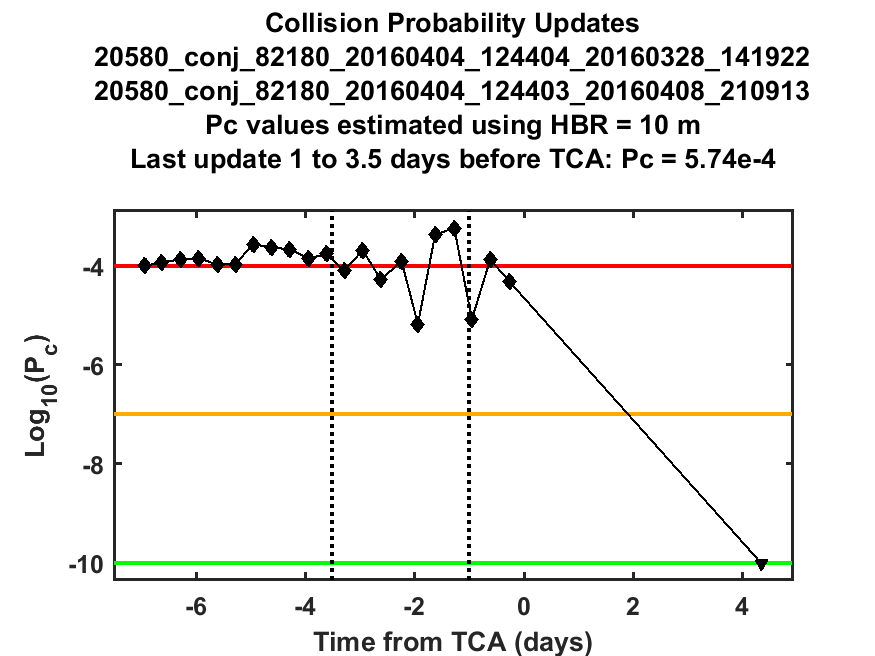 Collision Probability Updates
20580_conj_82180_20160404_124404_20160328_141922
20580_conj_82180_20160404_124403_20160408_210913
Pc values estimated using HBR = 10 m
Last update 1 to 3.5 days before TCA: Pc = 5.74e-4
Log10(Pc)
-4
-6
-8
-10
-6 -4 -2 0 2 4
Time from TCA (days)